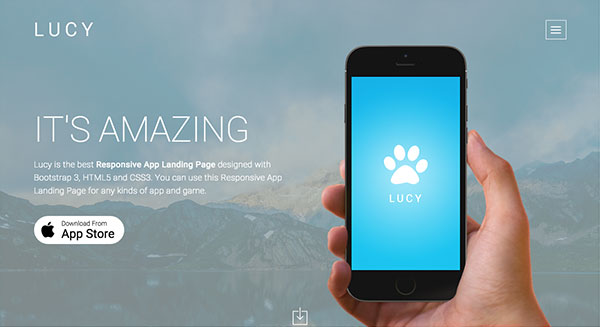 LUCY
IT'S AMAZING
Lucy is the best Responsive App Landing Page designed with
Bootstrap 3, HTML5 and CSS3. You can use this Responsive App
Landing Page for any kinds of app and game.
Download From
App Store
LUCY